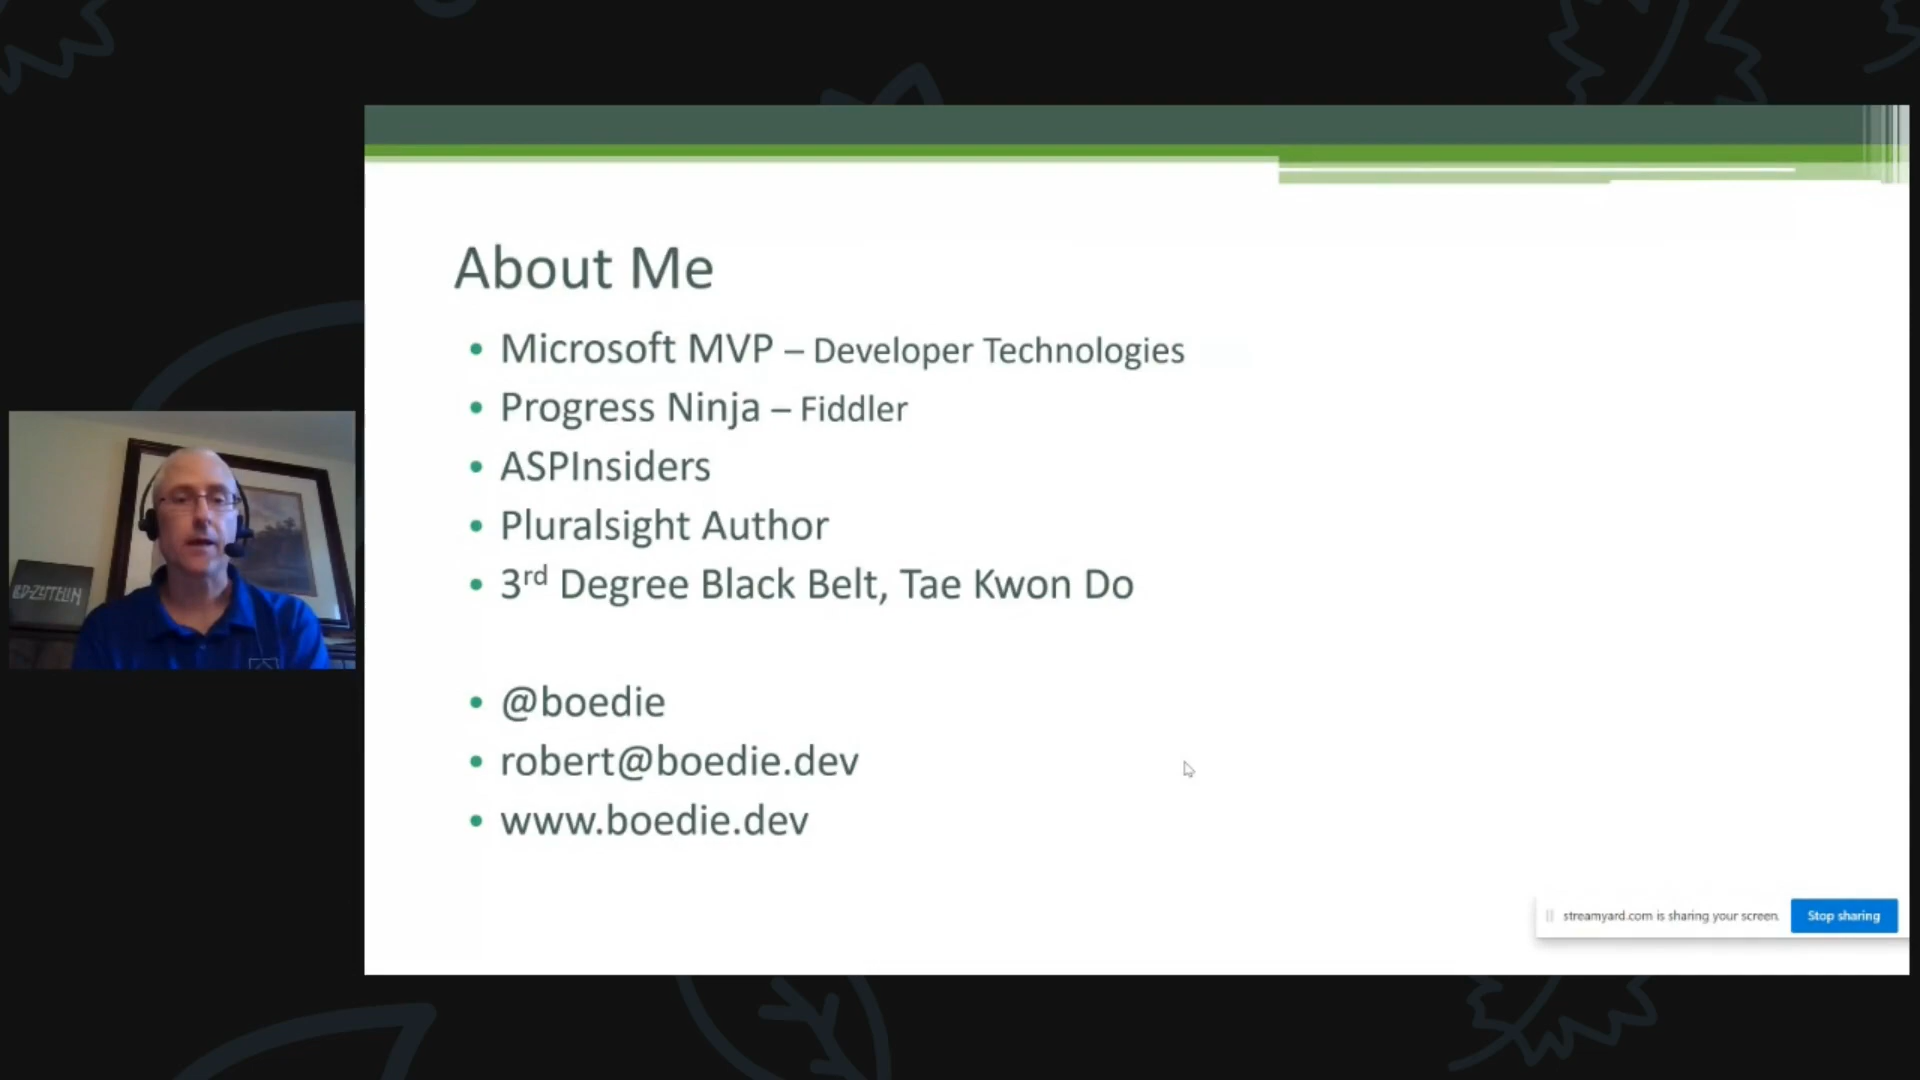 About Me
• Microsoft MVP – Developer Technologies
• Progress Ninja – Fiddler
• ASPInsiders
• Pluralsight Author
• 3rd Degree Black Belt, Tae Kwon Do
• @boedie
• robert@boedie.dev
• www.boedie.dev
streamyard.com is sharing your screen.
Stop sharing